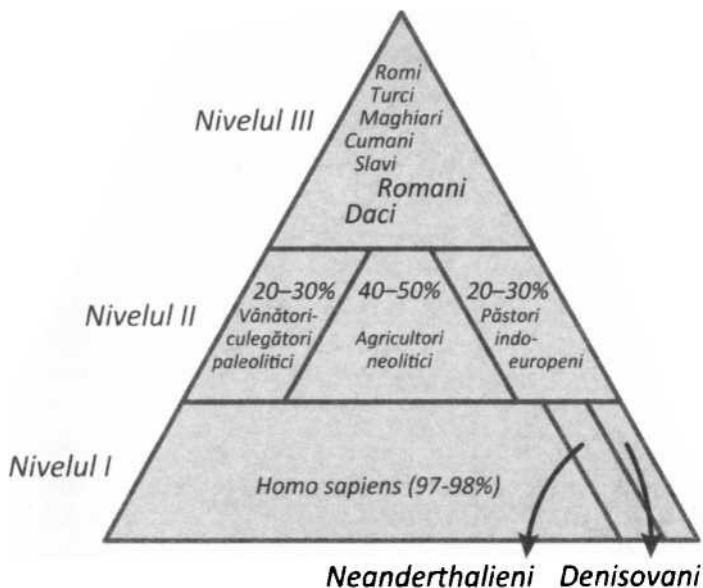 Romi
Turci
Nivelul III
Maghiari
Cumani
Slavi
Romani
Daci
20–30% 40–50% 20–30%
Nivelul II
Vânători- Păstori
culegători Agricultori indo-
paleolitici neolitici europeni
Nivelul I
Homo sapiens (97-98%)
Neanderthalieni Denisovani